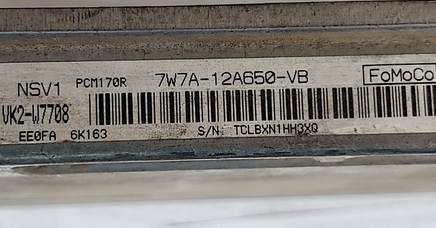 NSV1 PCM170R 7W7A-12A650-VB FoMoCo
VK2-W7708
EE0FA 6K163 S/N: TCLBXN1HH3XQ